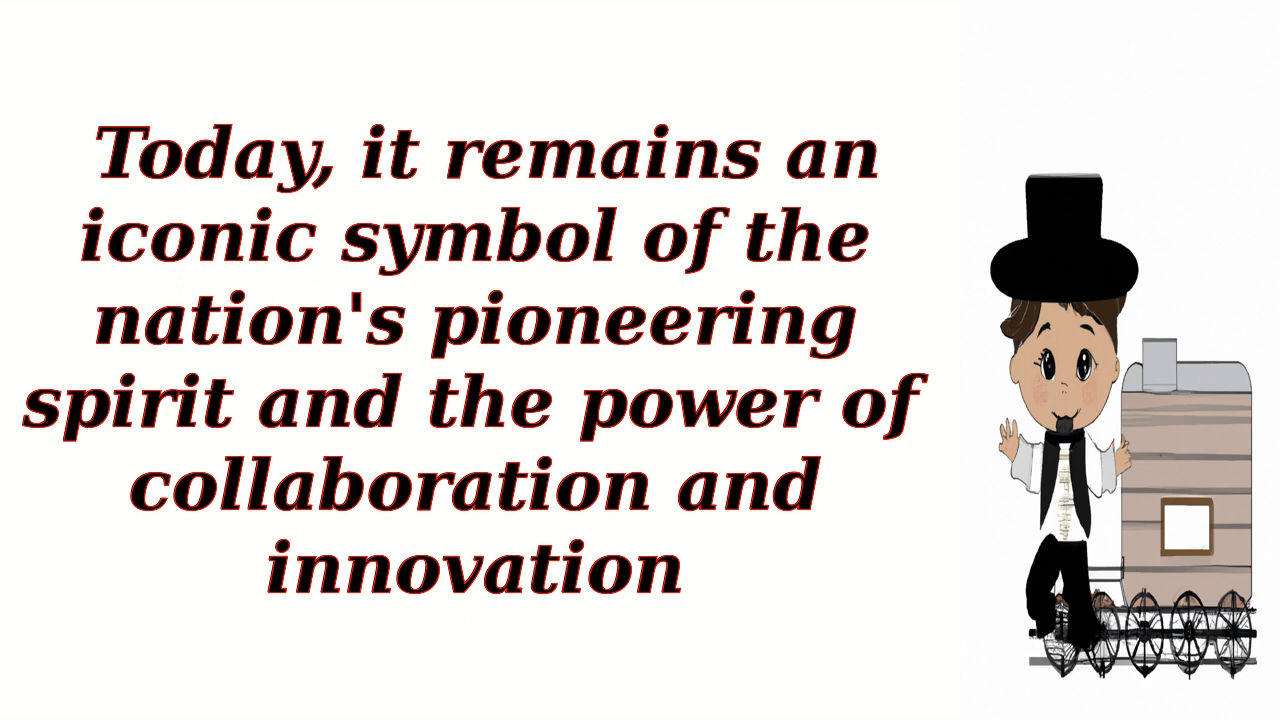 Today, it remains an
iconic symbol of the
nation's pioneering
spirit and the power of
collaboration and
innovation